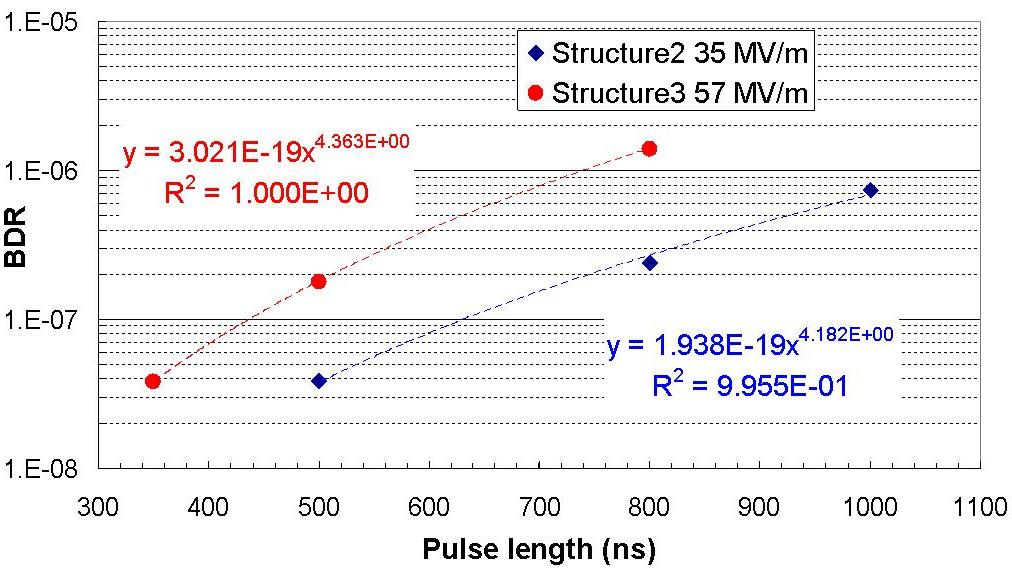 1.E-05
Structure2 35 MV/m
Structure3 57 MV/m
y = 3.021E-19x^4.363E+00
R² = 1.000E+00
1.E-06
BDR
1.E-07
y = 1.938E-19x^4.182E+00
R² = 9.955E-01
1.E-08
300 400 500 600 700 800 900 1000 1100
Pulse length (ns)